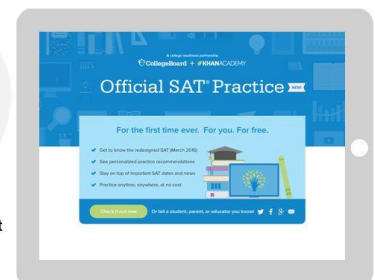 A college readiness partnership
CollegeBoard + KHANACADEMY
Official SAT® Practice NEW!
For the first time ever. For you. For free.
Get to know the redesigned SAT (March 2016)
See personalized practice recommendations
Stay on top of important SAT dates and news
Practice anytime, anywhere, at no cost
Check it out now Or tell a student, parent, or educator you know!
t